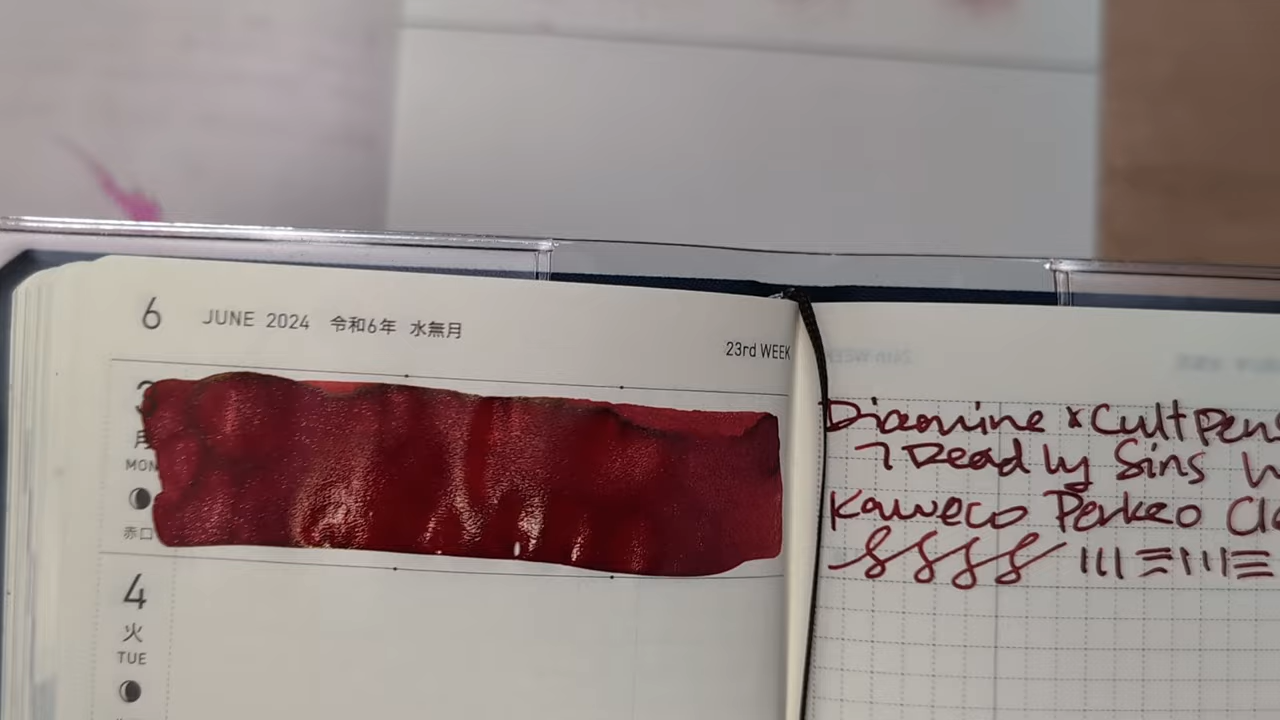 6 JUNE 2024 令和6年 水無月
23rd WEEK
3
月
MON
赤口
4
火
TUE
Diamine x Cult Pens
7 Deadly Sins
Kaweco Perkeo